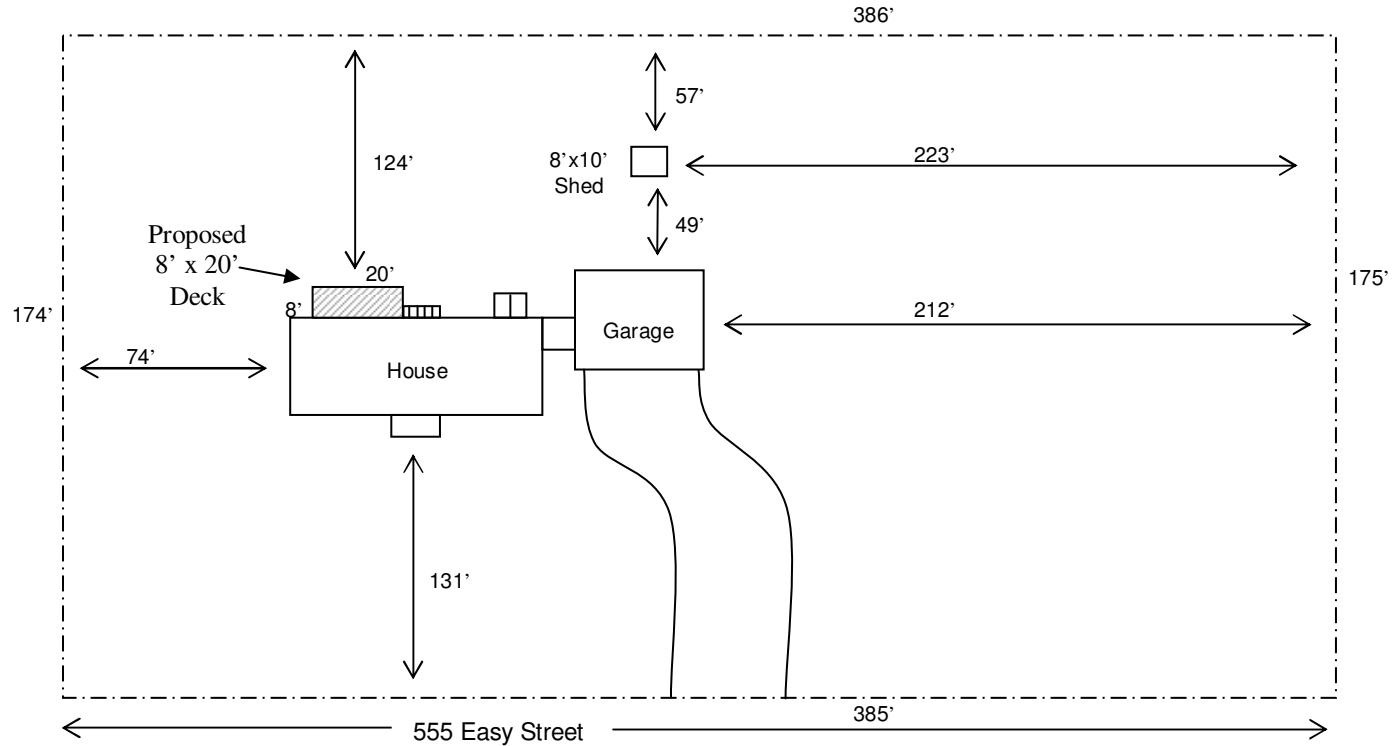 386’
57’
124’
8’x10’
Shed
223’
49’
Proposed
8’ x 20’
Deck
20’
8’
174’
175’
212’
Garage
74’
House
131’
385’
555 Easy Street